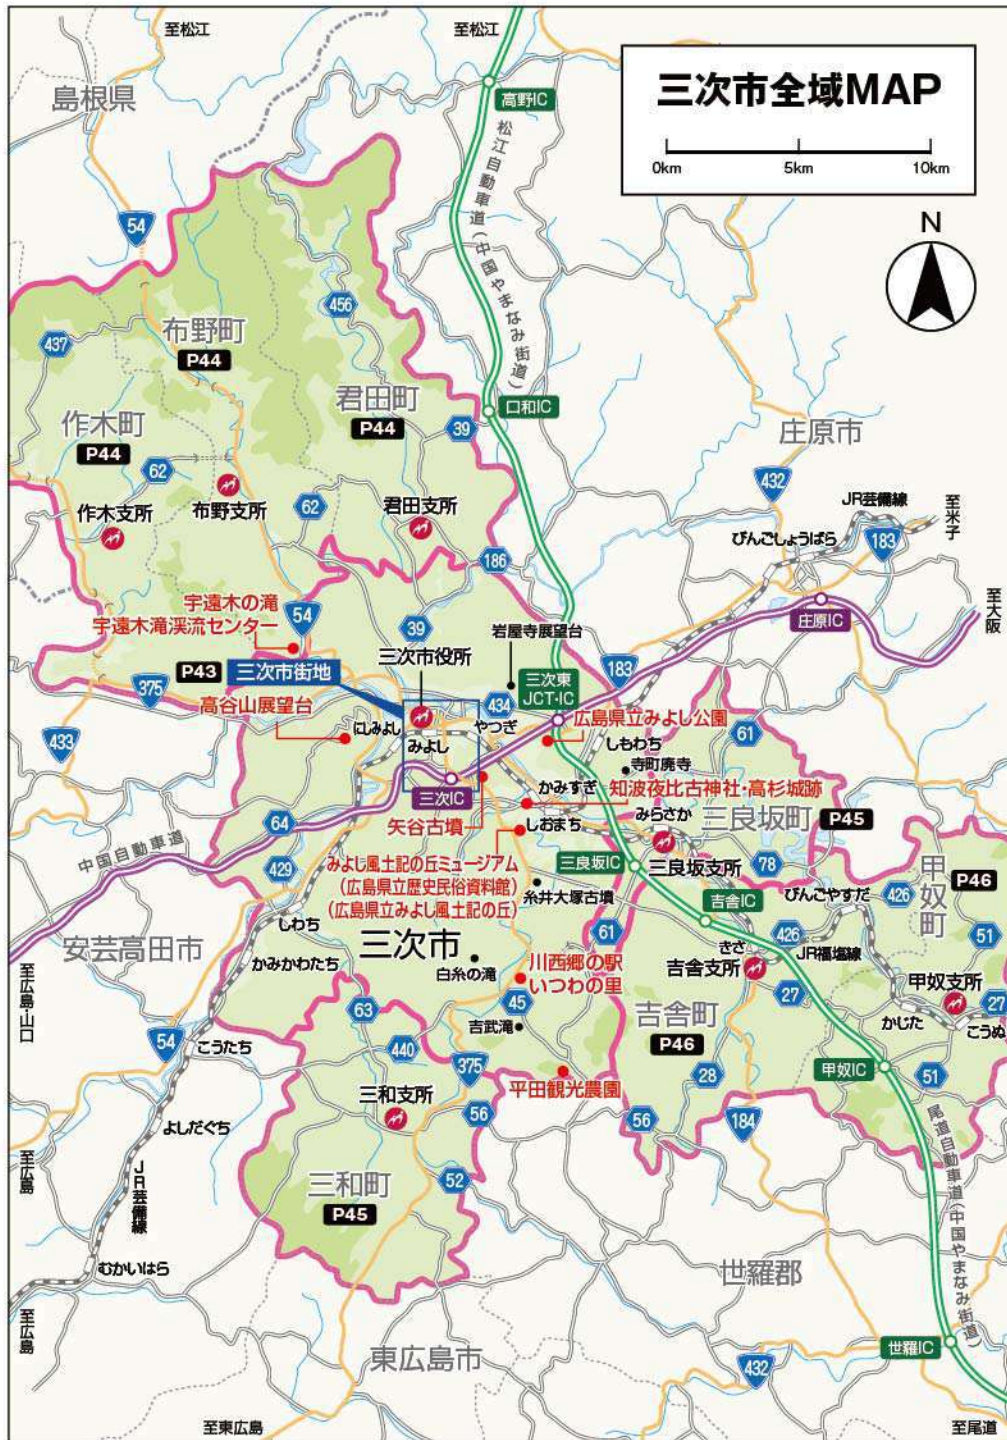 至松江
至松江
三次市全域MAP
0km 5km 10km
N
島根県
高野IC
松江自動車道(中国やまなみ街道)
54
456
437
布野町
P44
君田町
P44
口和IC
39
作木町
P44
庄原市
432
62
作木支所
布野支所
62
君田支所
JR芸備線
至米子
183
びんごしょうばら
186
至大阪
宇遠木の滝
宇遠木滝渓流センター
54
39
岩屋寺展望台
庄原IC
P43
三次市街地
三次市役所
三次東
JCT・IC
183
375
高谷山展望台
434
433
にしみよし
みよし
やつぎ
広島県立みよし公園
61
しもわち
寺町廃寺
三次IC
かみすぎ
知波夜比古神社・高杉城跡
矢谷古墳
しおまち
みらさか
三良坂町
P45
64
中国自動車道
429
みよし風土記の丘ミュージアム
(広島県立歴史民俗資料館)
(広島県立みよし風土記の丘)
三良坂IC
三良坂支所
78
甲奴町
P46
糸井大塚古墳
吉舎IC
びんごやすだ
426
しわち
61
きさ
426
JR福塩線
51
安芸高田市
三次市
かみかわたち
白糸の滝
川西郷の駅
いつわの里
吉舎支所
甲奴支所
至広島・山口
45
27
27
63
吉武滝
吉舎町
P46
かじた
こうぬ
54
こうたち
440
375
28
甲奴IC
51
三和支所
平田観光農園
56
56
184
よしだぐち
至広島
JR芸備線
52
三和町
P45
尾道自動車道(中国やまなみ街道)
むかいはら
世羅郡
至広島
東広島市
世羅IC
432
至東広島
至尾道